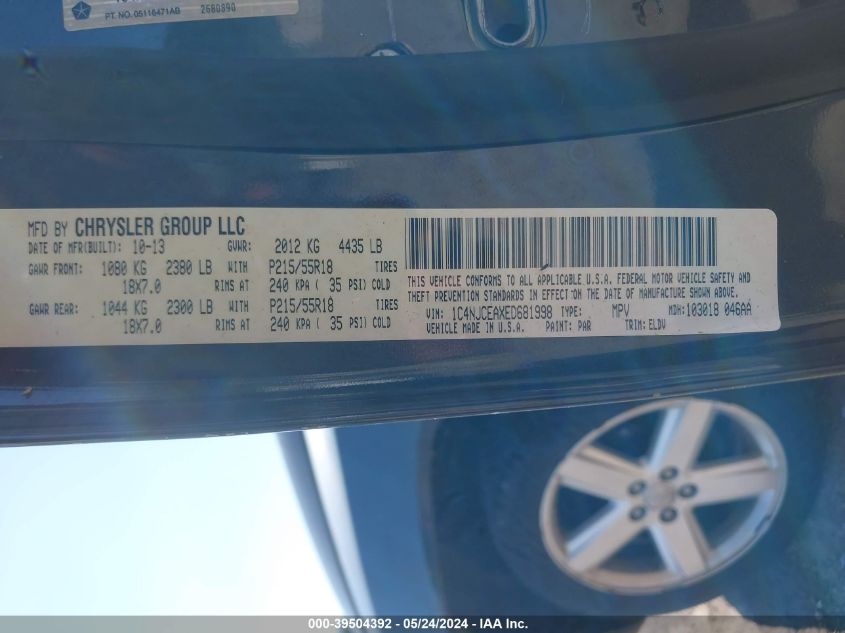 PT. NO. 05116471AB 2680890
MFD BY CHRYSLER GROUP LLC
DATE OF MFR(BUILT): 10-13 GVWR: 2012 KG 4435 LB
GAWR FRONT: 1080 KG 2380 LB WITH P215/55R18 TIRES
18X7.0 RIMS AT 240 KPA ( 35 PSI) COLD
GAWR REAR: 1044 KG 2300 LB WITH P215/55R18 TIRES
18X7.0 RIMS AT 240 KPA ( 35 PSI) COLD
THIS VEHICLE CONFORMS TO ALL APPLICABLE U.S.A. FEDERAL MOTOR VEHICLE SAFETY AND
THEFT PREVENTION STANDARDS IN EFFECT ON THE DATE OF MANUFACTURE SHOWN ABOVE.
VIN: 1C4NJCEAXED681998 TYPE: MPV MDH: 103018 046AA
VEHICLE MADE IN U.S.A. PAINT: PAR TRIM: ELDV
000-39504392 - 05/24/2024 - IAA Inc.